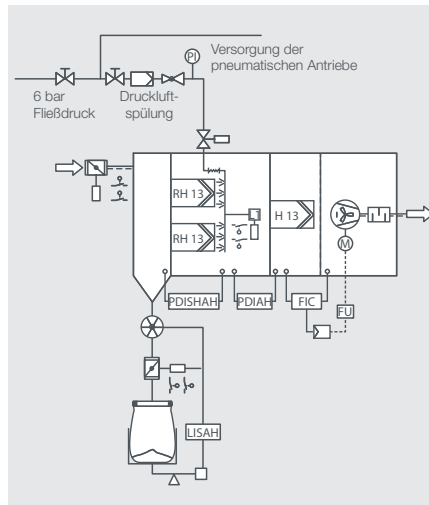 PI
Versorgung der
pneumatischen Antriebe
6 bar
Fließdruck
Druckluft-
spülung
RH 13
H 13
RH 13
M
PDISHAH
PDIAH
FIC
FU
LISAH